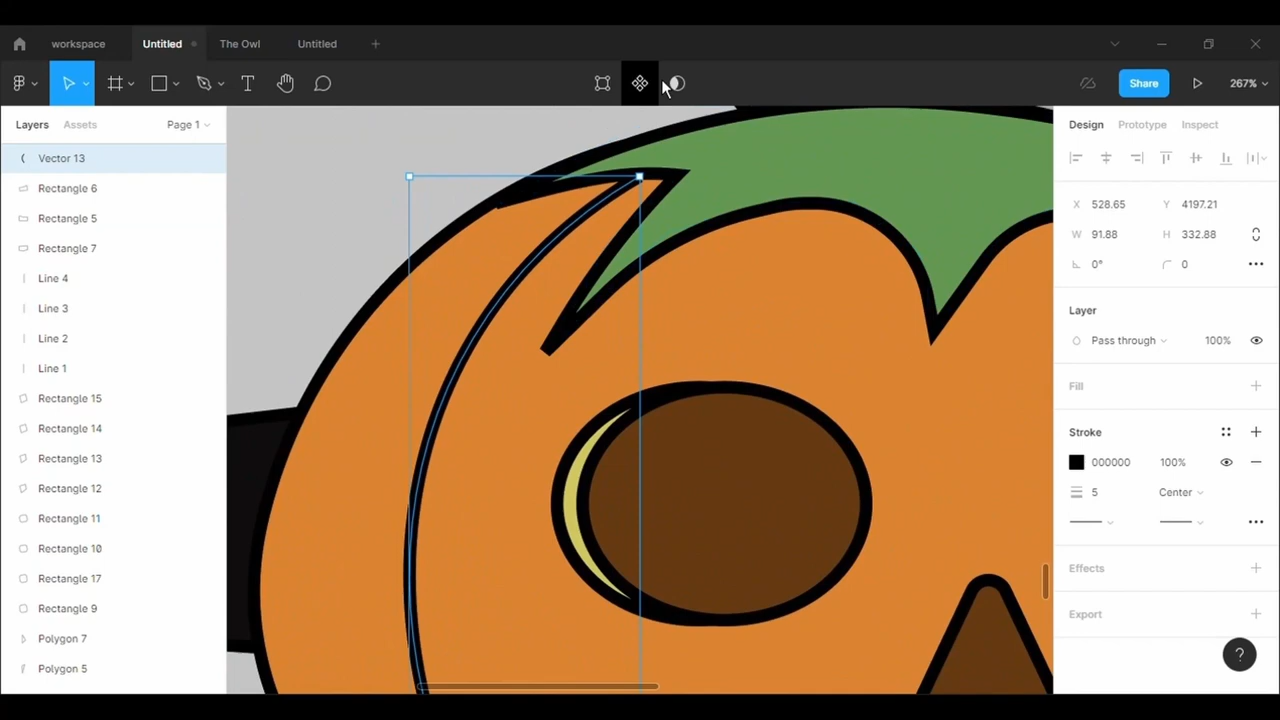 workspace
Untitled
The Owl
Untitled
Share
267%
Layers
Assets
Page 1
Vector 13
Rectangle 6
Rectangle 5
Rectangle 7
Line 4
Line 3
Line 2
Line 1
Rectangle 15
Rectangle 14
Rectangle 13
Rectangle 12
Rectangle 11
Rectangle 10
Rectangle 17
Rectangle 9
Polygon 7
Polygon 5
Design
Prototype
Inspect
X 528.65 Y 4197.21
W 91.88 H 332.88
0° 0
Layer
Pass through 100%
Fill
Stroke
000000 100%
5 Center
Effects
Export
?